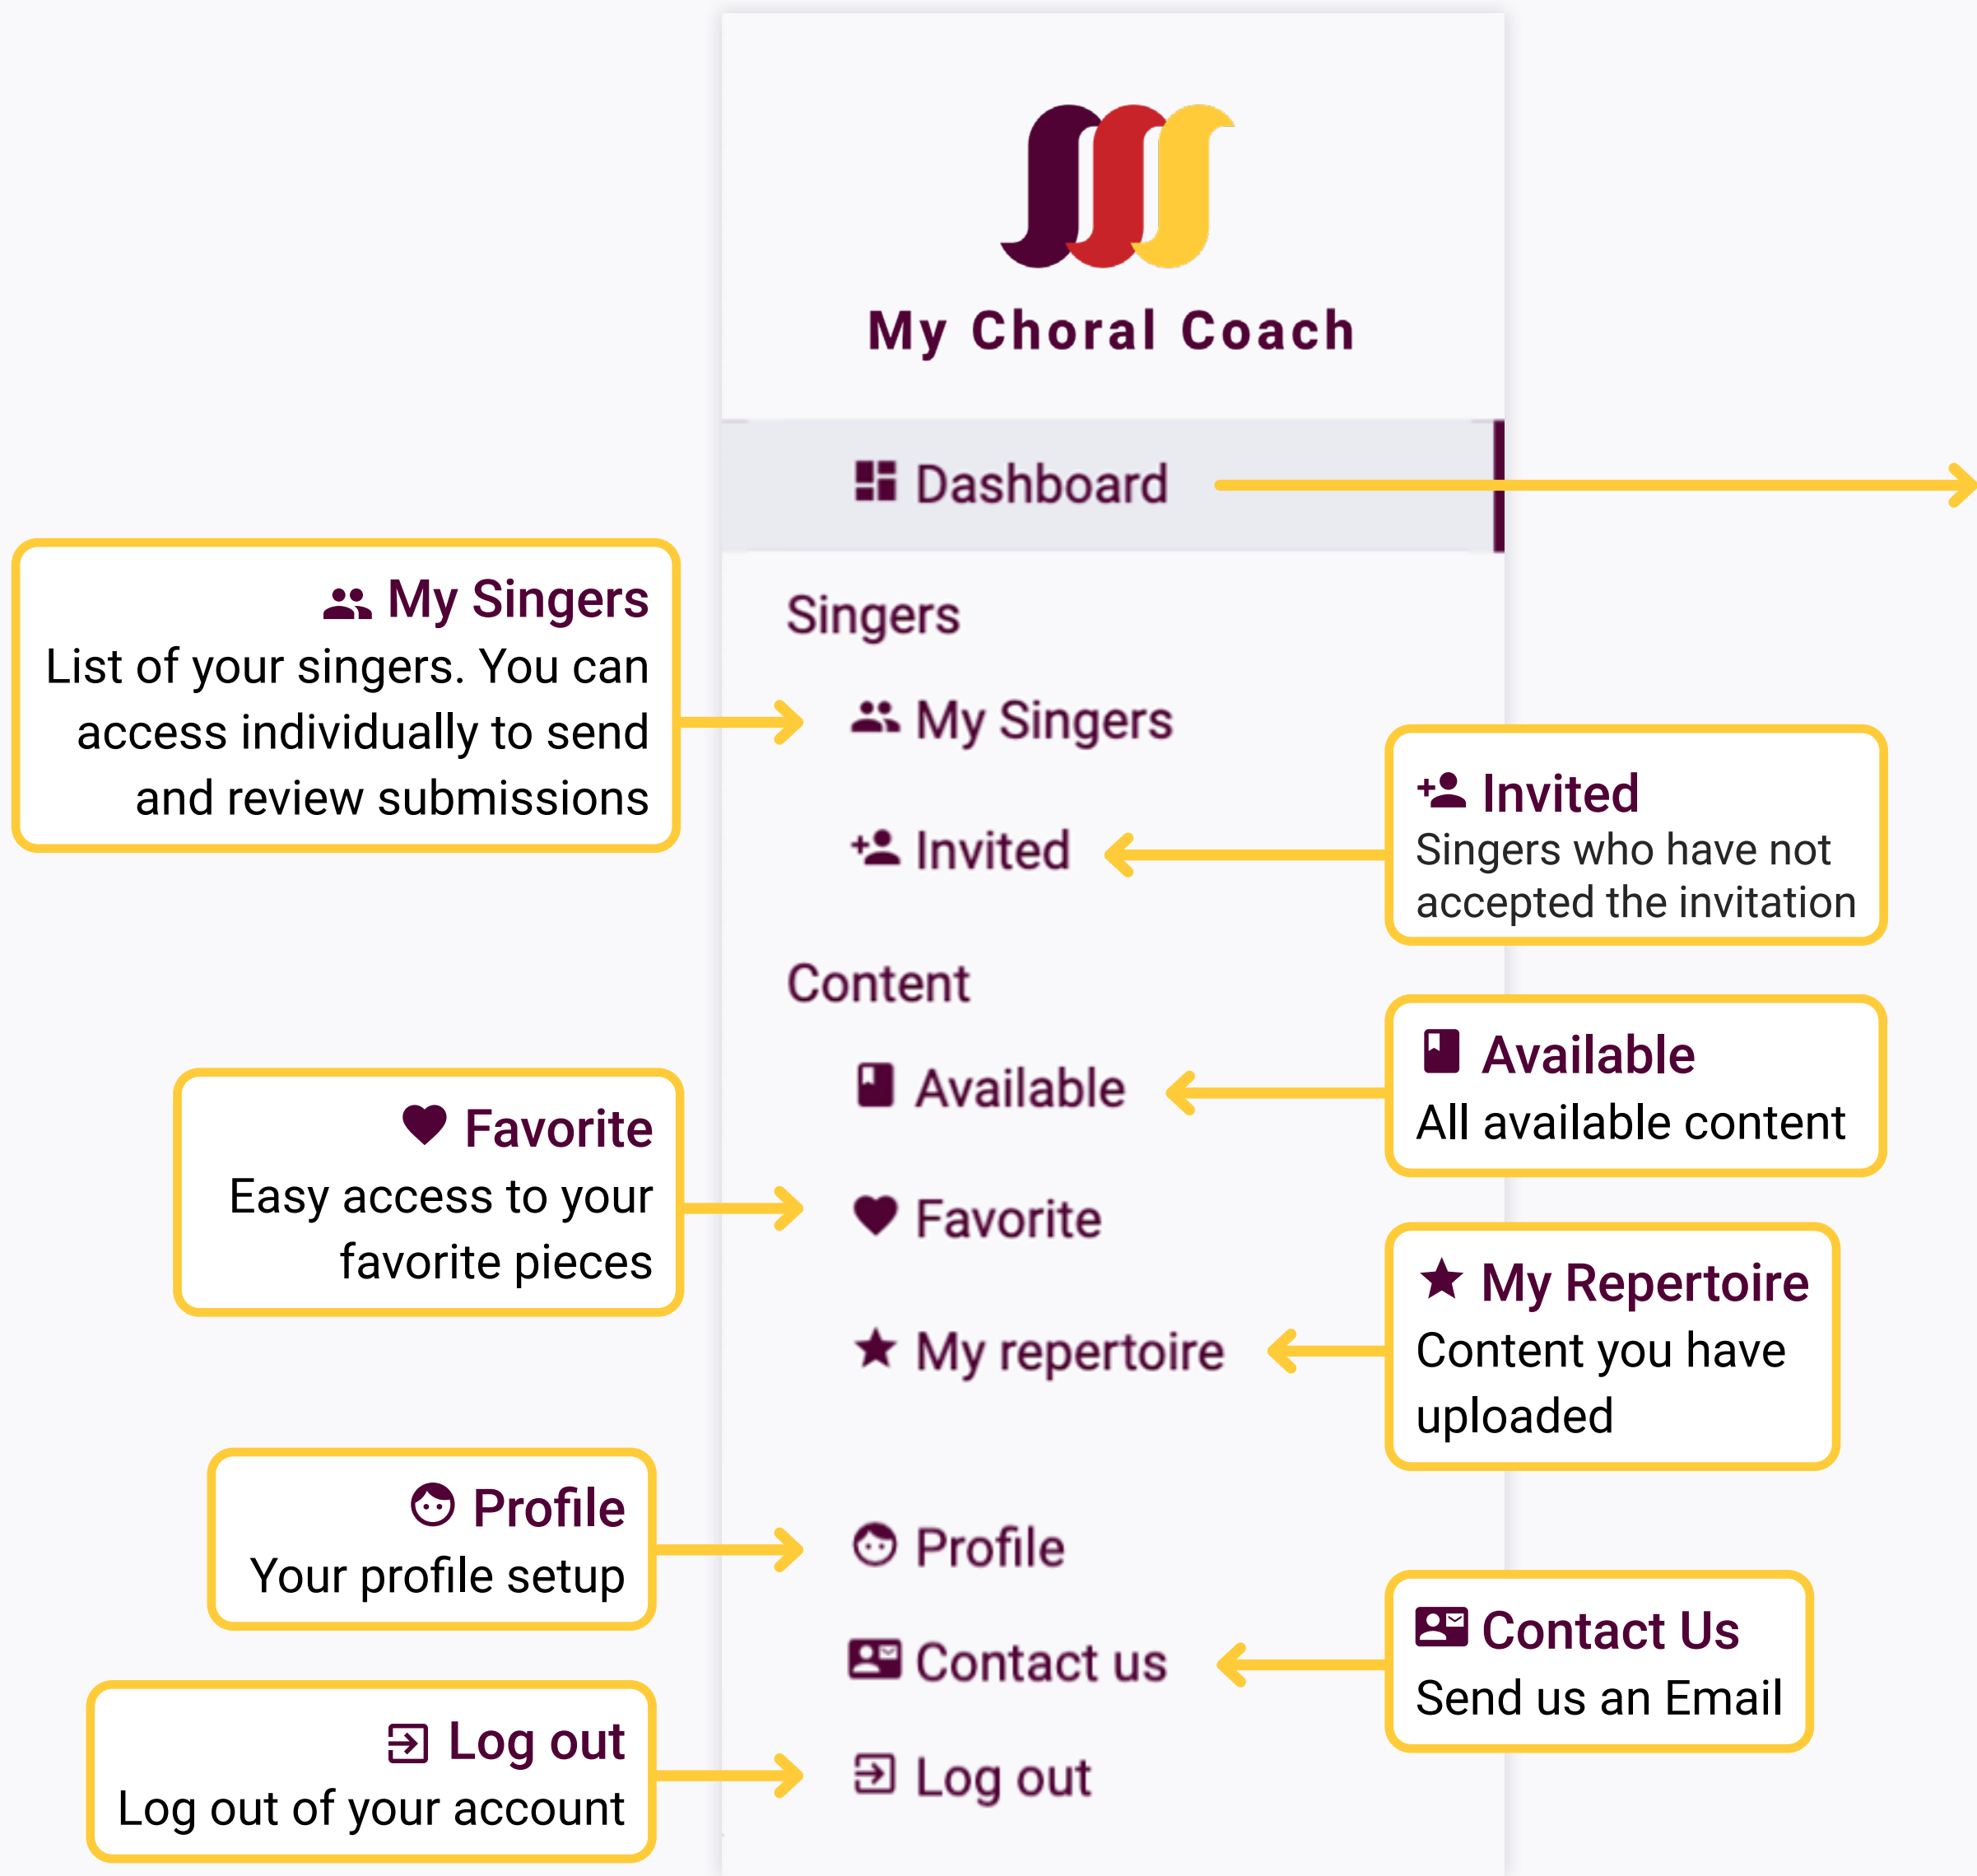 My Choral Coach
Dashboard
Singers
My Singers
Invited
Content
Available
Favorite
My repertoire
Profile
Contact us
Log out
My Singers
List of your singers. You can
access individually to send
and review submissions
Favorite
Easy access to your
favorite pieces
Profile
Your profile setup
Log out
Log out of your account
Invited
Singers who have not
accepted the invitation
Available
All available content
My Repertoire
Content you have
uploaded
Contact Us
Send us an Email